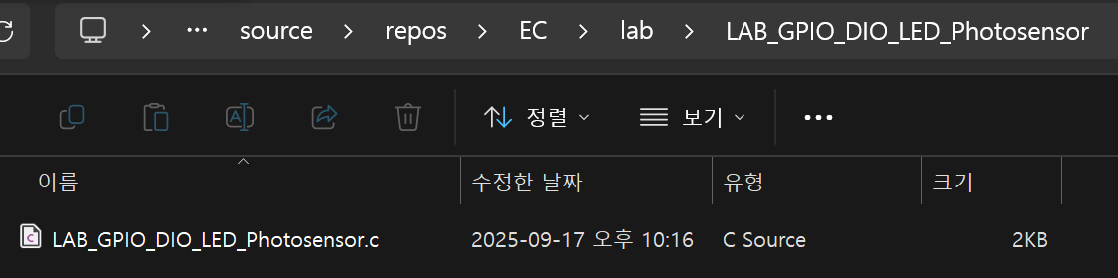 … source > repos > EC > lab > LAB_GPIO_DIO_LED_Photosensor
정렬 보기 •••
이름 수정한 날짜 유형 크기
LAB_GPIO_DIO_LED_Photosensor.c 2025-09-17 오후 10:16 C Source 2KB